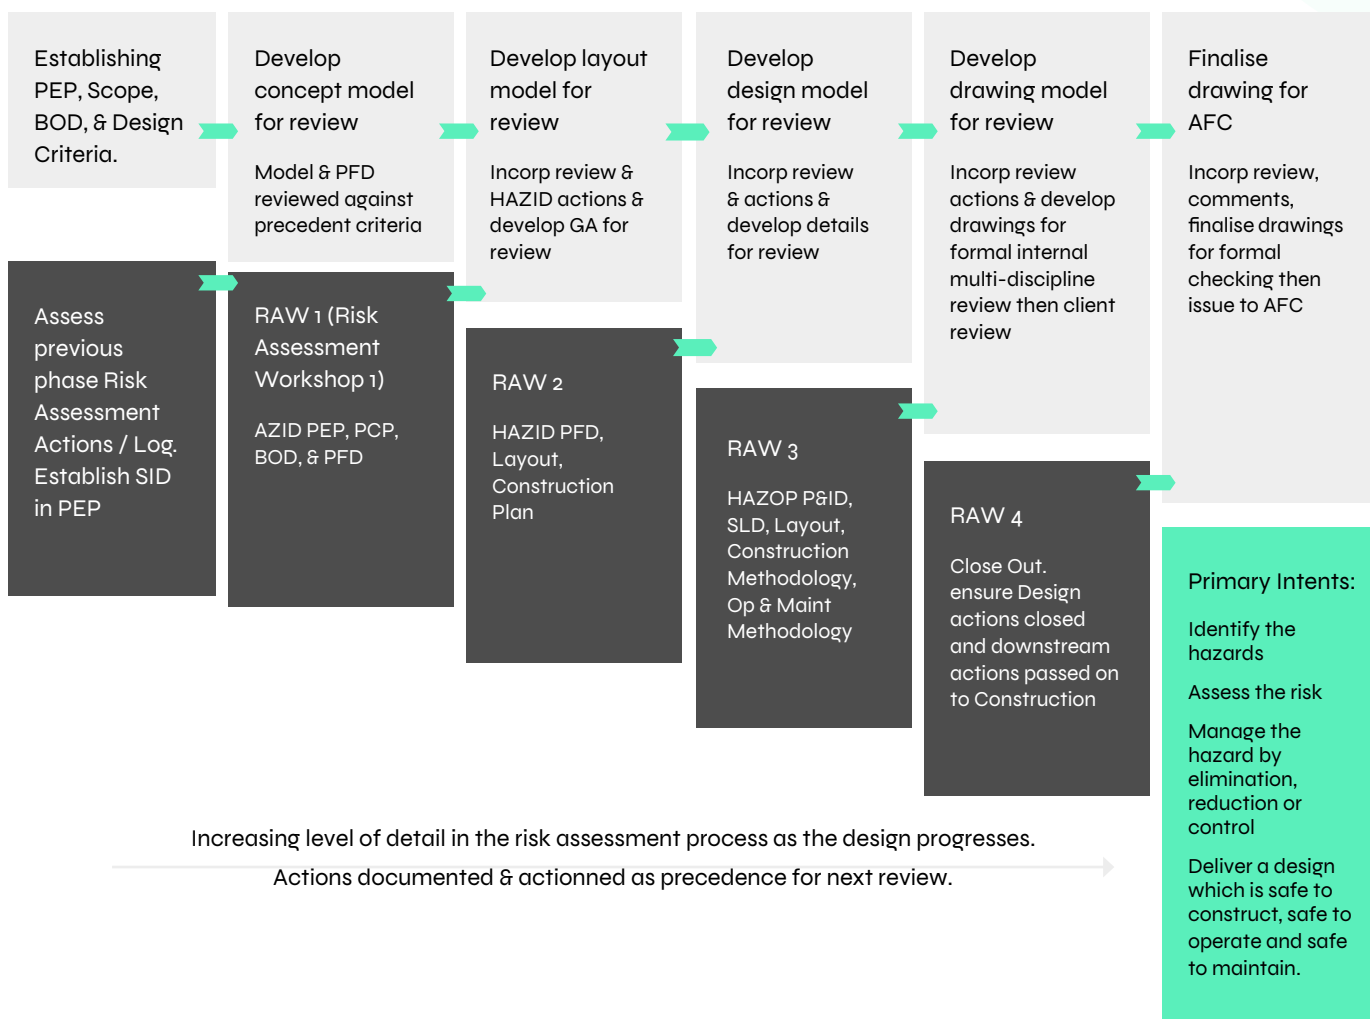 Establishing
PEP, Scope,
BOD, & Design
Criteria.
Develop
concept model
for review
Model & PFD
reviewed against
precedent criteria
Develop layout
model for
review
Incorp review &
HAZID actions &
develop GA for
review
Develop
design model
for review
Incorp review
& actions &
develop details
for review
Develop
drawing model
for review
Incorp review
actions & develop
drawings for
formal internal
multi-discipline
review then client
review
Finalise
drawing for
AFC
Incorp review,
comments,
finalise drawings
for formal
checking then
issue to AFC
Assess
previous
phase Risk
Assessment
Actions / Log.
Establish SID
in PEP
RAW 1 (Risk
Assessment
Workshop 1)
AZID PEP, PCP,
BOD, & PFD
RAW 2
HAZID PFD,
Layout,
Construction
Plan
RAW 3
HAZOP P&ID,
SLD, Layout,
Construction
Methodology,
Op & Maint
Methodology
RAW 4
Close Out.
ensure Design
actions closed
and downstream
actions passed on
to Construction
Primary Intents:
Identify the
hazards
Assess the risk
Manage the
hazard by
elimination,
reduction or
control
Deliver a design
which is safe to
construct, safe to
operate and safe
to maintain.
Increasing level of detail in the risk assessment process as the design progresses.
Actions documented & actionned as precedence for next review.